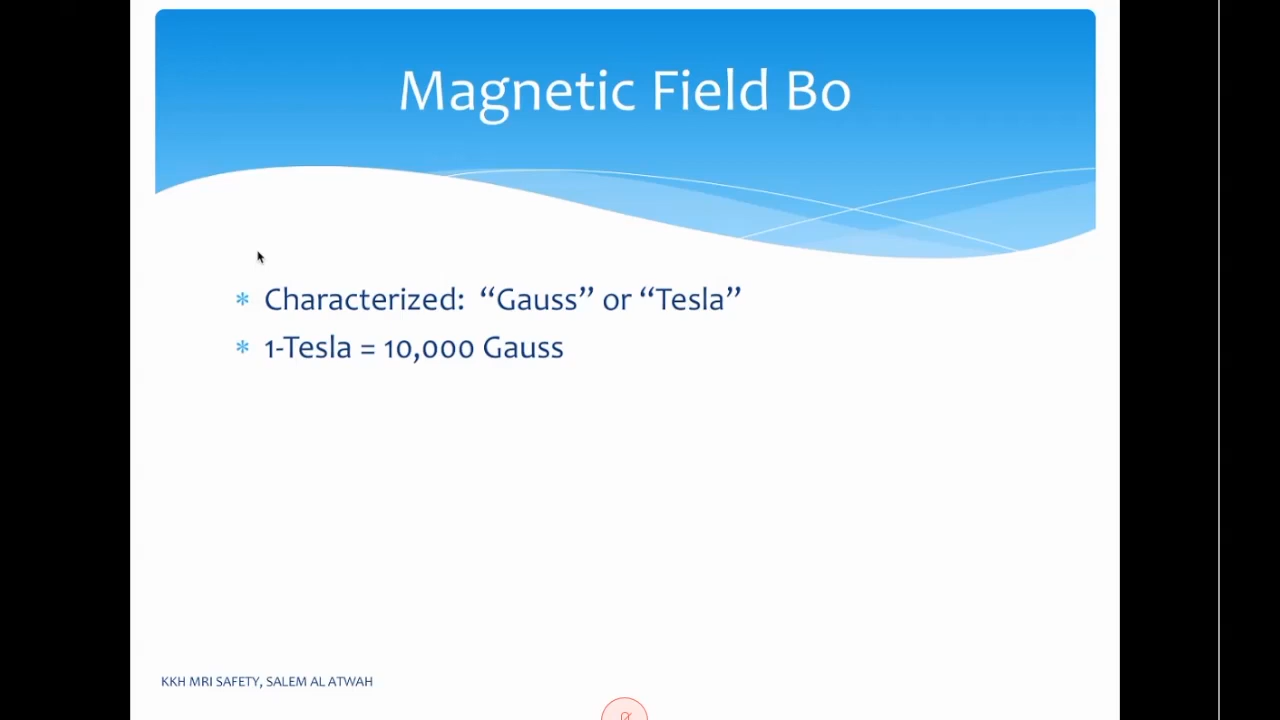 Magnetic Field Bo
* Characterized: “Gauss” or “Tesla”
* 1-Tesla = 10,000 Gauss
KKH MRI SAFETY, SALEM AL ATWAH